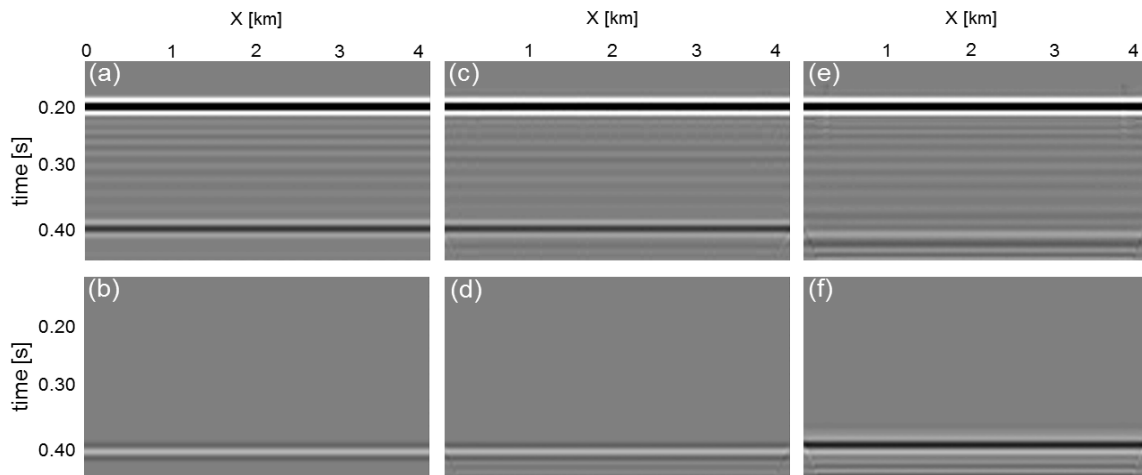 X [km] X [km] X [km]
0 1 2 3 4 1 2 3 4 1 2 3 4
(a) (c) (e)
0.20
0.30
0.40
time [s]
(b) (d) (f)
0.20
0.30
0.40
time [s]